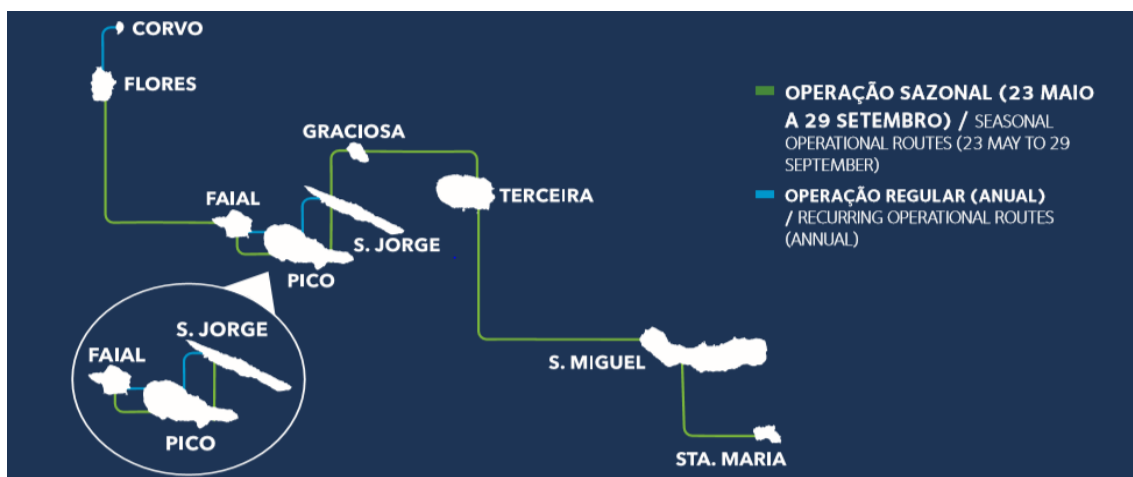 CORVO
FLORES
GRACIOSA
FAIAL
TERCEIRA
S. JORGE
PICO
S. JORGE
FAIAL
PICO
S. MIGUEL
STA. MARIA
OPERAÇÃO SAZONAL (23 MAIO
A 29 SETEMBRO) / SEASONAL
OPERATIONAL ROUTES (23 MAY TO 29
SEPTEMBER)
OPERAÇÃO REGULAR (ANUAL)
/ RECURRING OPERATIONAL ROUTES
(ANNUAL)